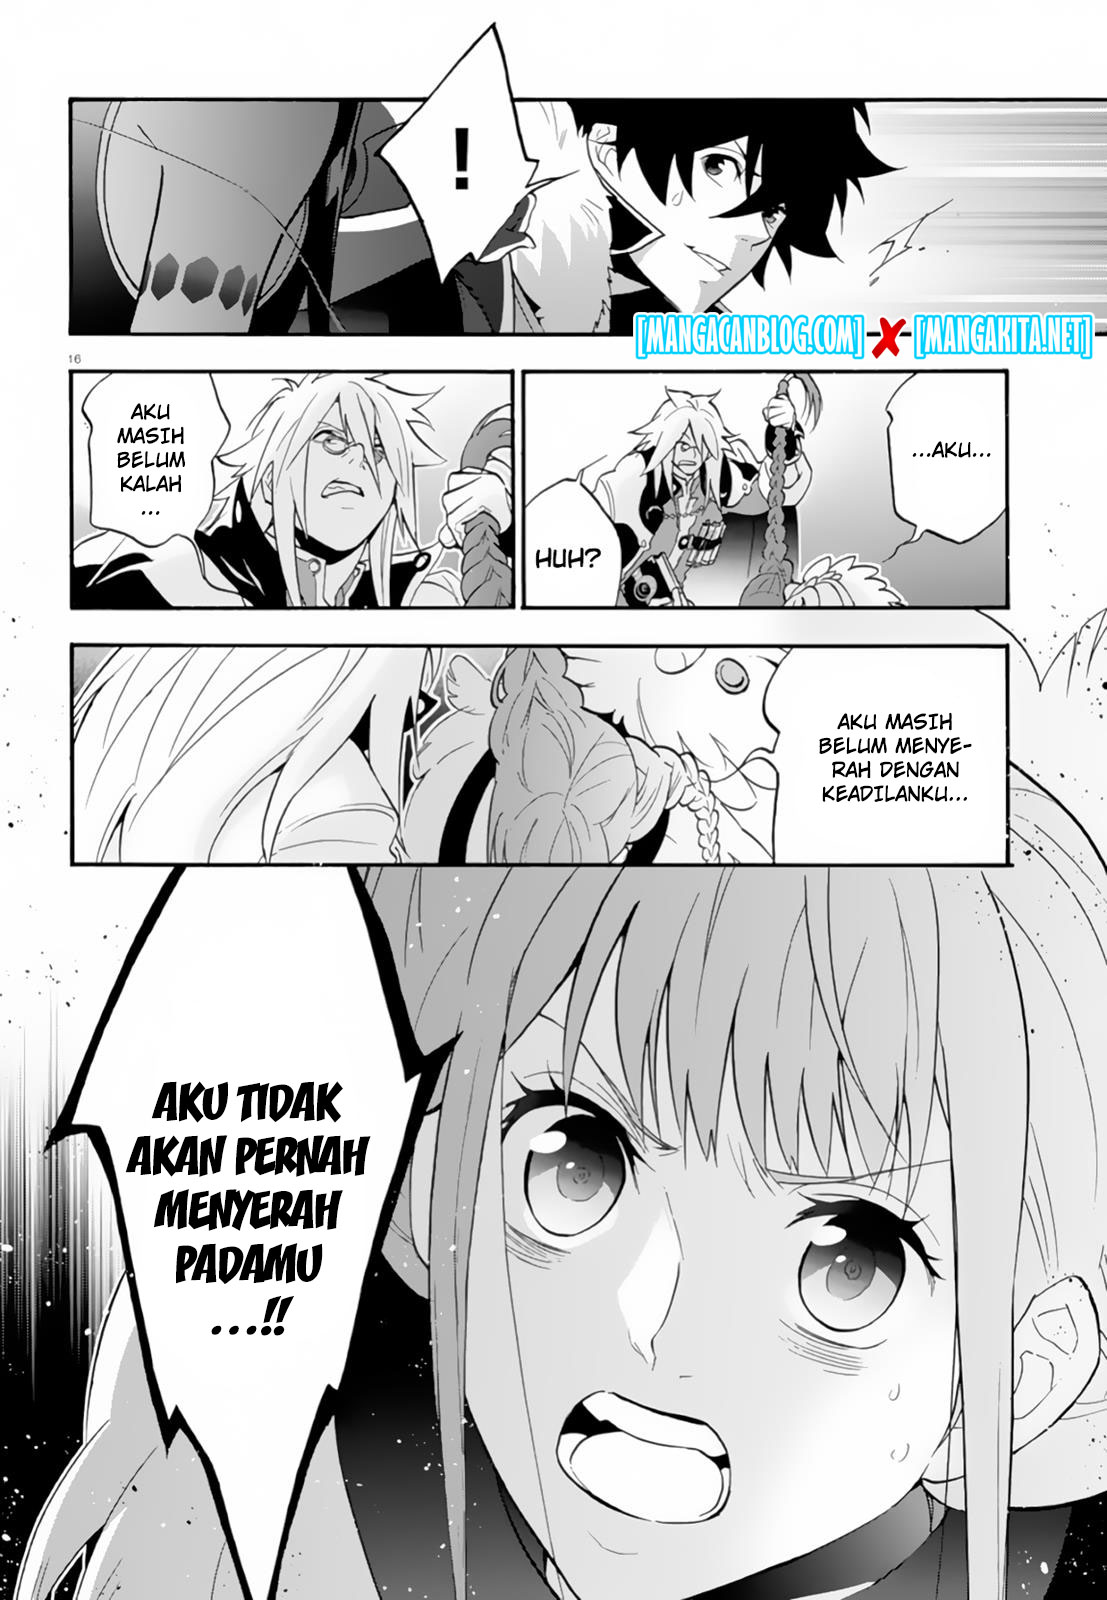 !
[MANGACANBLOG.COM] X [MANGAKITA.NET]
16
...AKU...
HUH?
AKU
MASIH
BELUM
KALAH
...
AKU MASIH
BELUM MENYE-
RAH DENGAN
KEADILANKU...
AKU TIDAK
AKAN PERNAH
MENYERAH
PADAMU
...!!